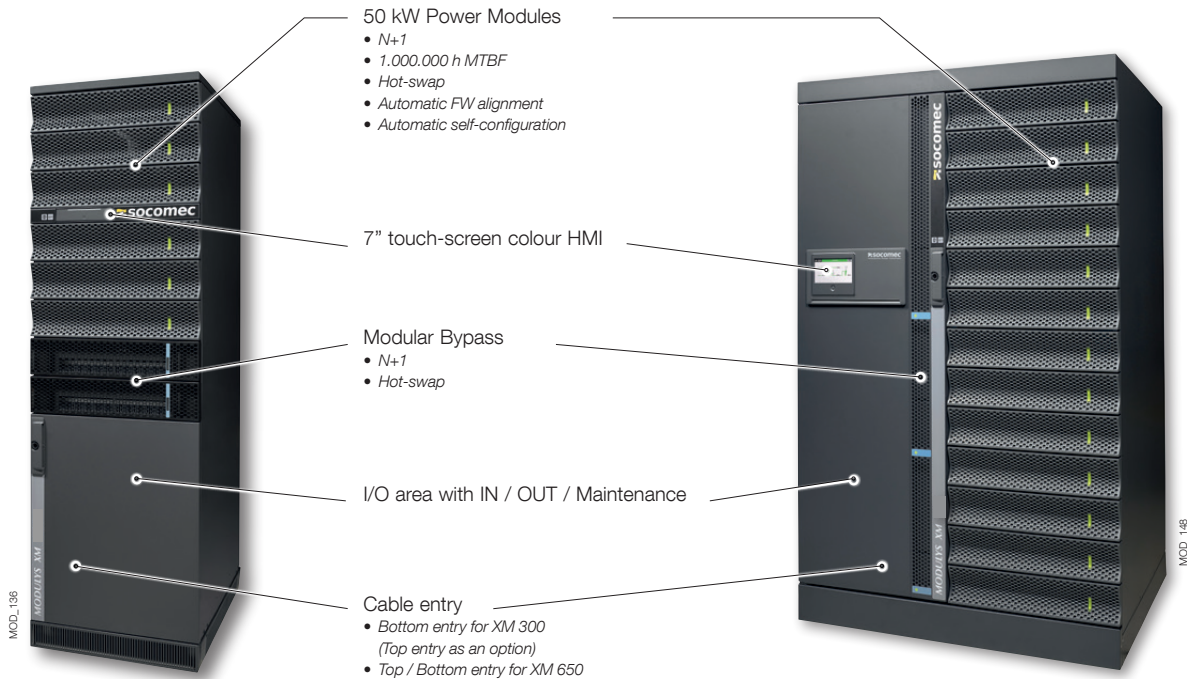 50 kW Power Modules
• N+1
• 1.000.000 h MTBF
• Hot-swap
• Automatic FW alignment
• Automatic self-configuration
7” touch-screen colour HMI
Modular Bypass
• N+1
• Hot-swap
I/O area with IN / OUT / Maintenance
Cable entry
• Bottom entry for XM 300
(Top entry as an option)
• Top / Bottom entry for XM 650
socomec
MODULYS XM
MOD_136
socomec
socomec
MODULYS XM
MOD_148